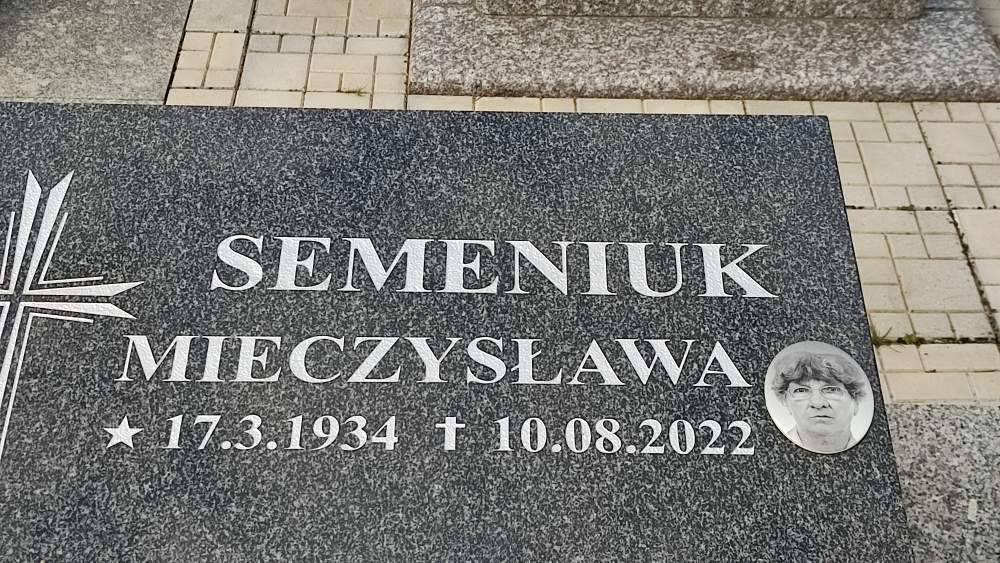 SEMENIUK
MIECZYSŁAWA
★ 17.3.1934 ✝ 10.08.2022